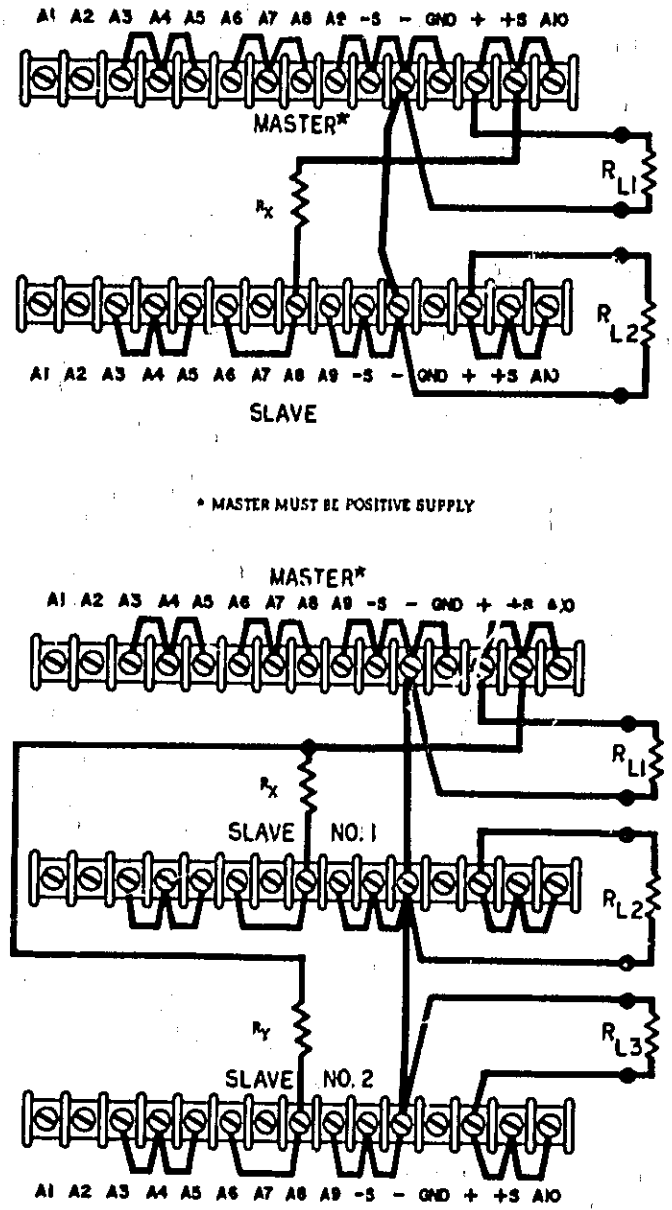 A1 A2 A3 A4 A5 A6 A7 A8 A9 -S - GND + +S A10
MASTER*
RX
RL1
RL2
A1 A2 A3 A4 A5 A6 A7 A8 A9 -S - GND + +S A10
SLAVE
* MASTER MUST BE POSITIVE SUPPLY
MASTER*
A1 A2 A3 A4 A5 A6 A7 A8 A9 -S - GND + +S A10
RL1
RX
SLAVE NO. 1
RL2
RY
RL3
SLAVE NO. 2
A1 A2 A3 A4 A5 A6 A7 A8 A9 -S - GND + +S A10